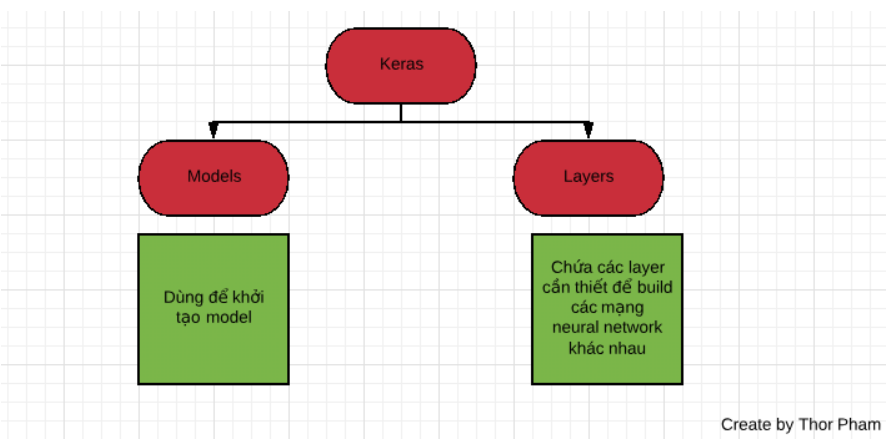 Keras
Models
Layers
Dùng để khởi
tạo model
Chứa các layer
cần thiết để build
các mạng
neural network
khác nhau
Create by Thor Pham